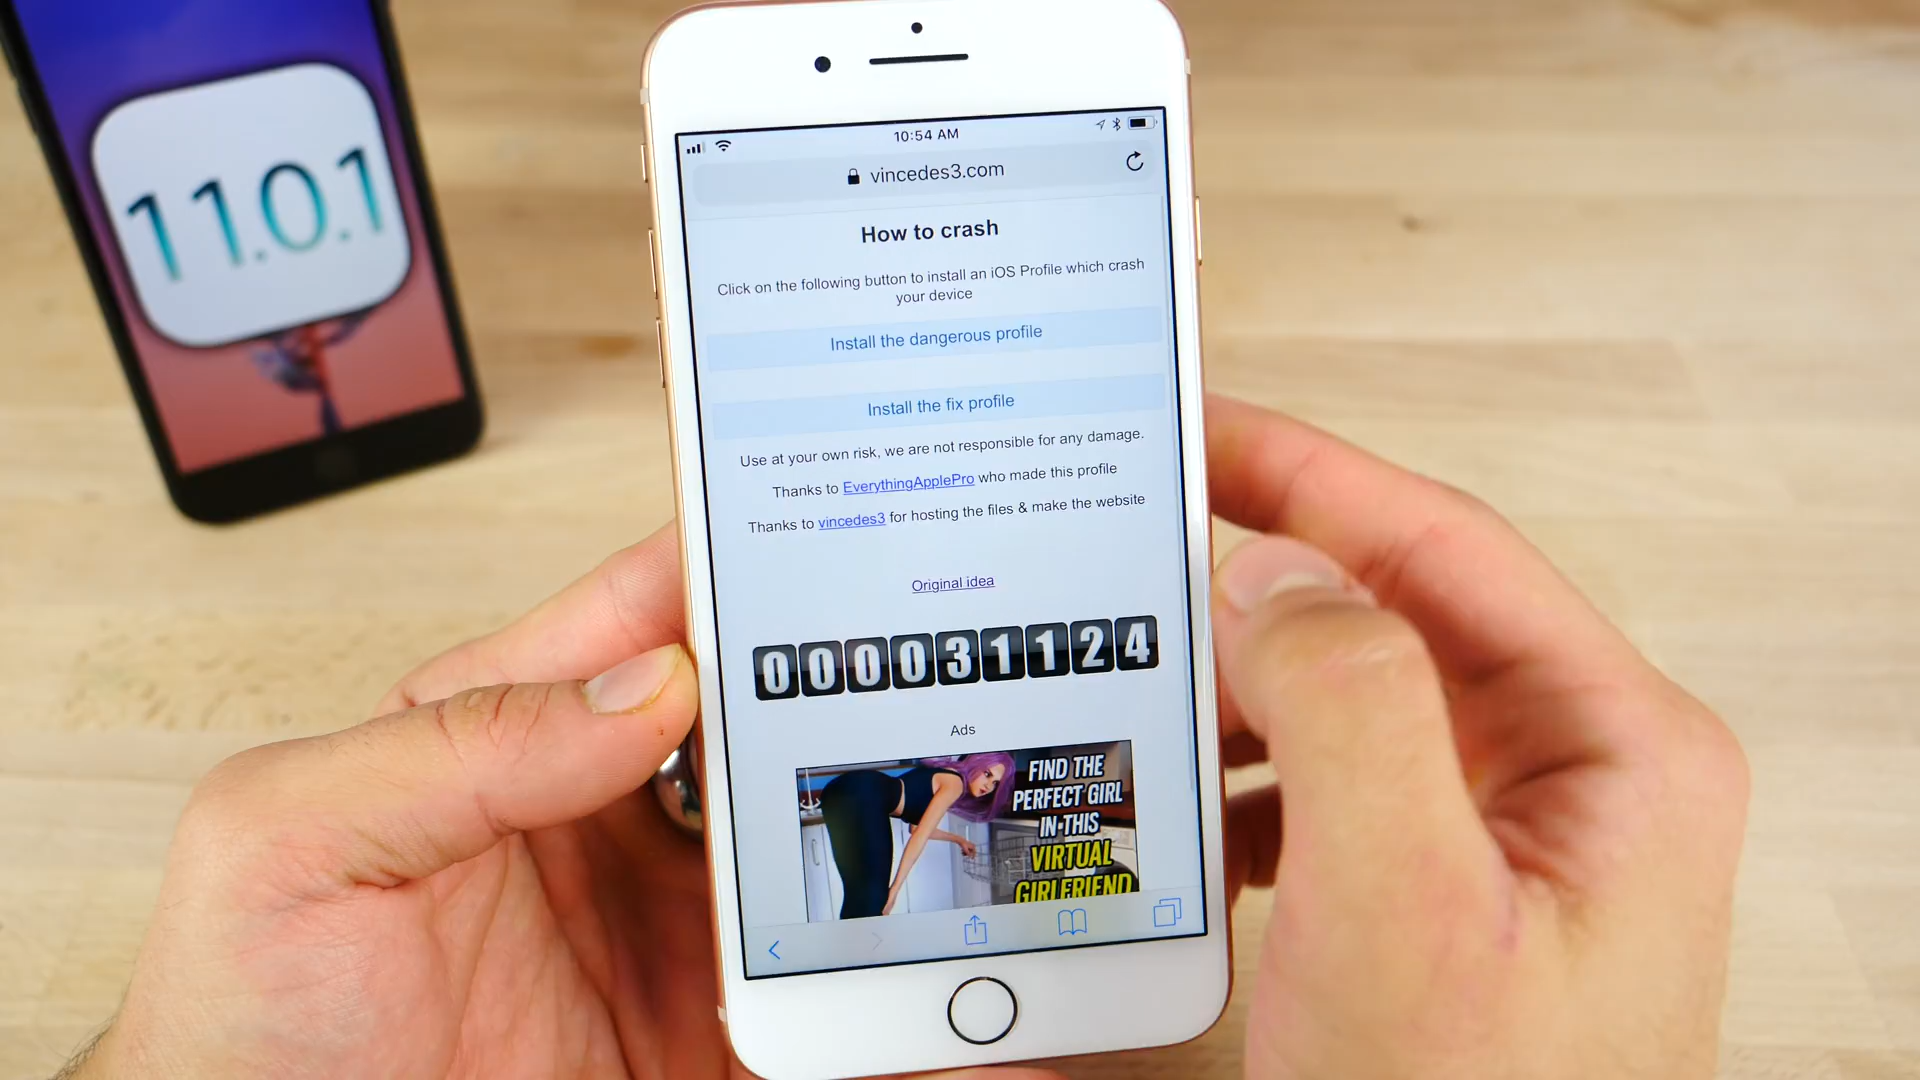 11.0.1
10:54 AM
vincedes3.com
How to crash
Click on the following button to install an iOS Profile which crash
your device
Install the dangerous profile
Install the fix profile
Use at your own risk, we are not responsible for any damage.
Thanks to EverythingApplePro who made this profile
Thanks to vincedes3 for hosting the files & make the website
Original idea
000031124
Ads
FIND THE
PERFECT GIRL
IN THIS
VIRTUAL
GIRLFRIEND